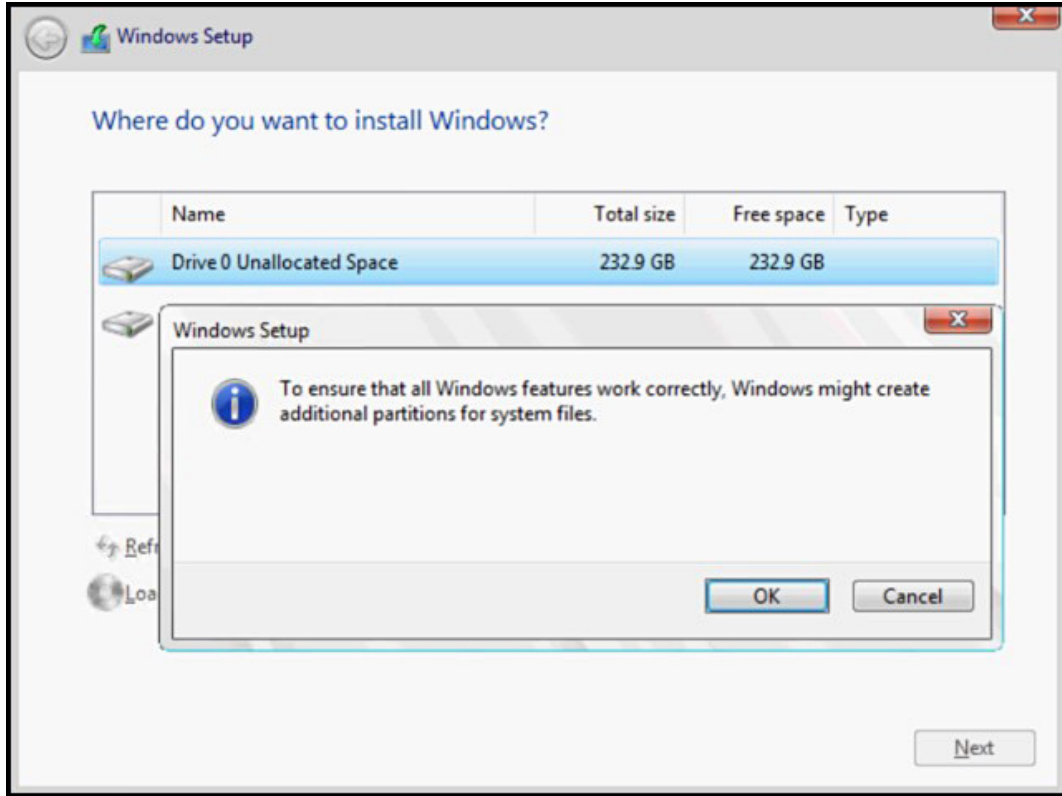 Windows Setup
Where do you want to install Windows?
Name Total size Free space Type
Drive 0 Unallocated Space 232.9 GB 232.9 GB
Windows Setup
To ensure that all Windows features work correctly, Windows might create
additional partitions for system files.
Refr
Loa
OK Cancel
Next